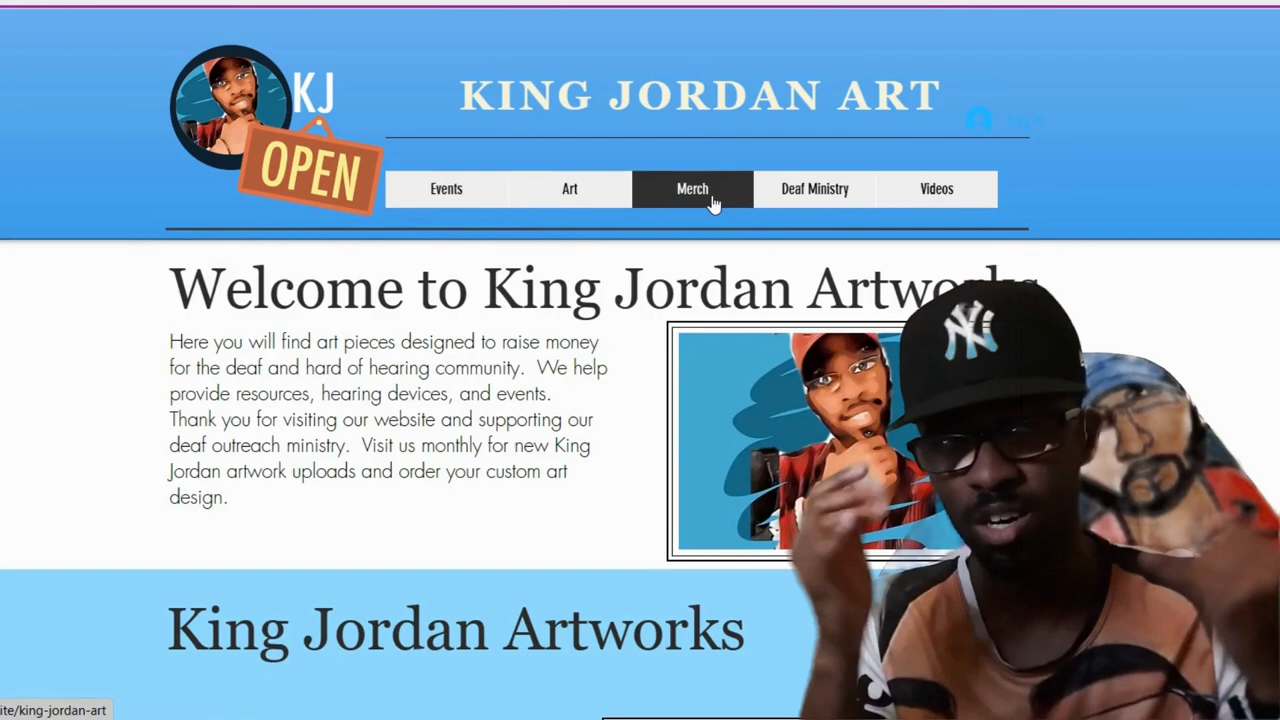 KJ
OPEN
KING JORDAN ART
Events
Art
Merch
Deaf Ministry
Videos
Welcome to King Jordan Artworks
Here you will find art pieces designed to raise money
for the deaf and hard of hearing community. We help
provide resources, hearing devices, and events.
Thank you for visiting our website and supporting our
deaf outreach ministry. Visit us monthly for new King
Jordan artwork uploads and order your custom art
design.
NY
King Jordan Artworks
ite/king-jordan-art